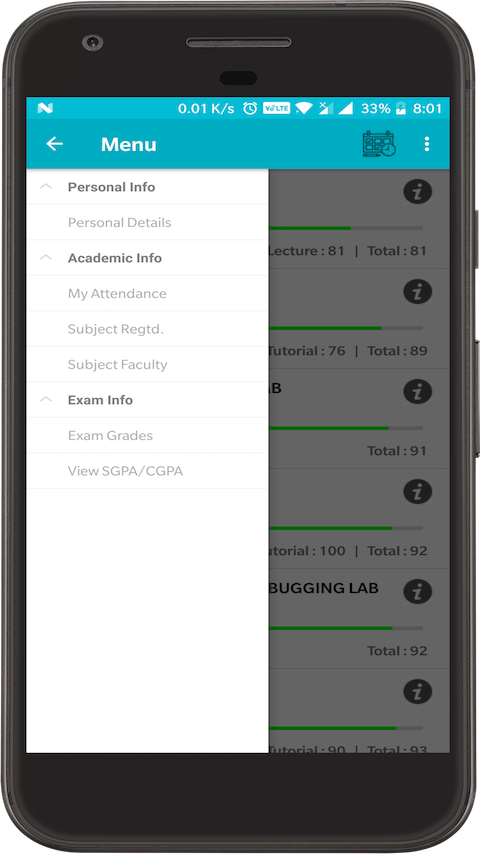 0.01 K/s VoLTE 33% 8:01
Menu
Personal Info
Personal Details
Academic Info
My Attendance
Subject Regtd.
Subject Faculty
Exam Info
Exam Grades
View SGPA/CGPA
Lecture : 81 | Total : 81
Tutorial : 76 | Total : 89
AB
Total : 91
utorial : 100 | Total : 92
BUGGING LAB
Total : 92
Tutorial : 90 | Total : 93